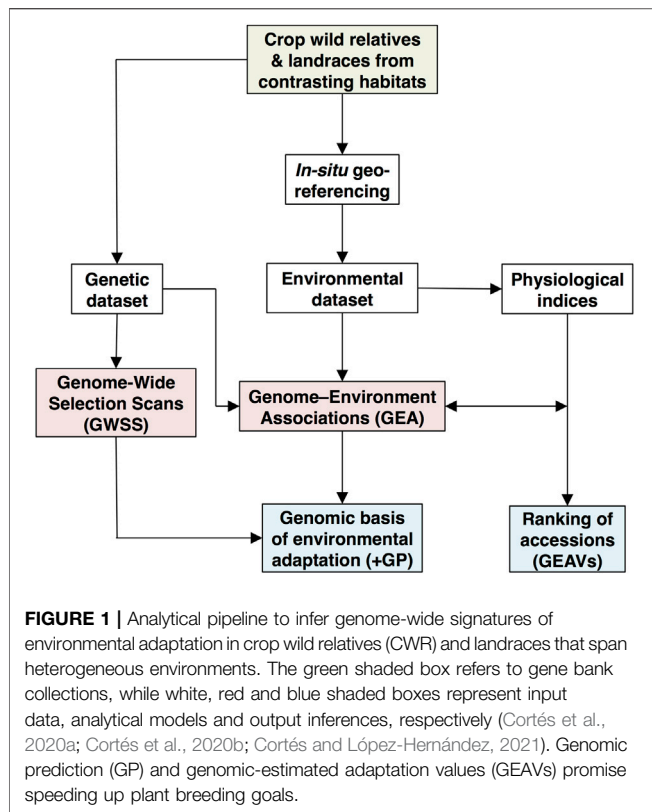 Crop wild relatives
& landraces from
contrasting habitats
In-situ geo-
referencing
Genetic
dataset
Environmental
dataset
Physiological
indices
Genome-Wide
Selection Scans
(GWSS)
Genome–Environment
Associations (GEA)
Genomic basis
of environmental
adaptation (+GP)
Ranking of
accessions
(GEAVs)
FIGURE 1 | Analytical pipeline to infer genome-wide signatures of
environmental adaptation in crop wild relatives (CWR) and landraces that span
heterogeneous environments. The green shaded box refers to gene bank
collections, while white, red and blue shaded boxes represent input
data, analytical models and output inferences, respectively (Cortés et al.,
2020a; Cortés et al., 2020b; Cortés and López-Hernández, 2021). Genomic
prediction (GP) and genomic-estimated adaptation values (GEAVs) promise
speeding up plant breeding goals.